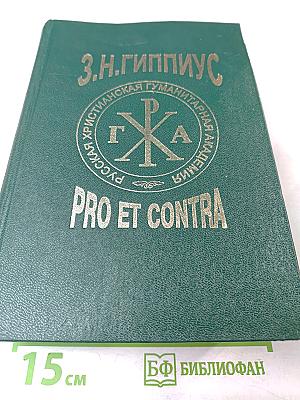 З.Н.ГИППИУС
РУССКАЯ ХРИСТИАНСКАЯ ГУМАНИТАРНАЯ АКАДЕМИЯ
Р
Г А
Х
PRO ET CONTRA
15 см
БФ БИБЛИОФАН